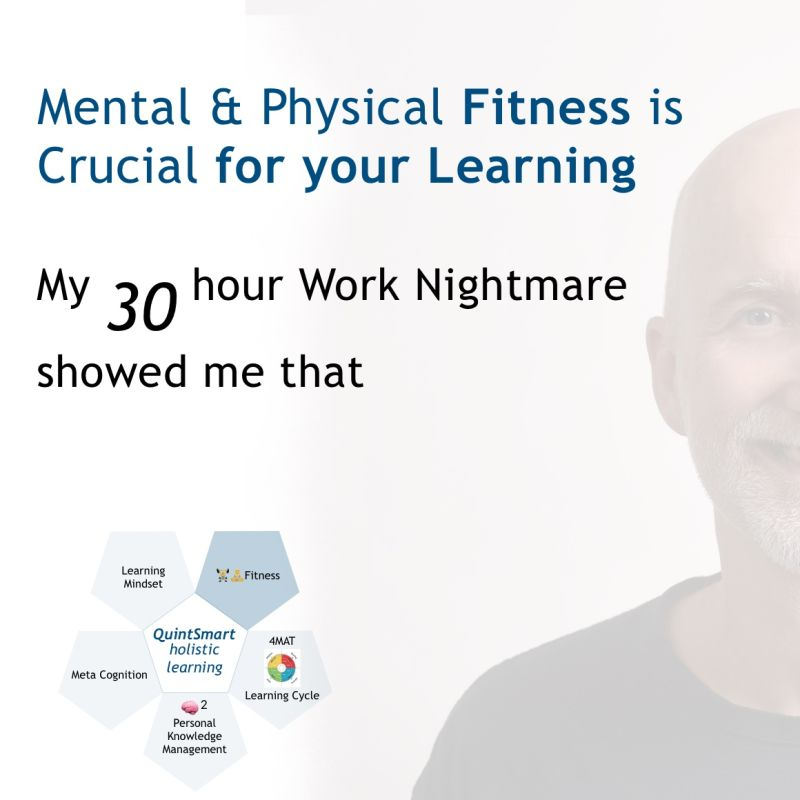 Mental & Physical Fitness is
Crucial for your Learning
My 30 hour Work Nightmare
showed me that
Learning
Mindset
Fitness
QuintSmart
holistic
learning
Meta Cognition
4MAT
Learning Cycle
2
Personal
Knowledge
Management